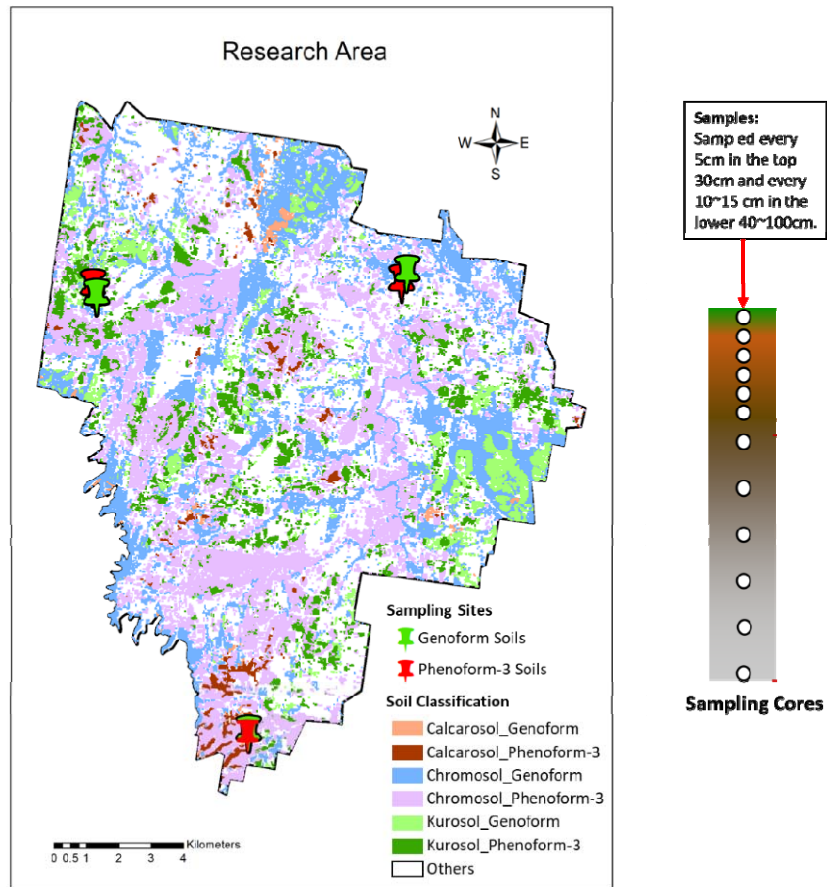 Research Area
N
W E
S
Samples:
Samp ed every
5cm in the top
30cm and every
10~15 cm in the
lower 40~100cm.
Sampling Sites
Genoform Soils
Phenoform-3 Soils
Soil Classification
Calcarosol_Genoform
Calcarosol_Phenoform-3
Chromosol_Genoform
Chromosol_Phenoform-3
Kurosol_Genoform
Kurosol_Phenoform-3
Others
Kilometers
0 0.5 1 2 3 4
Sampling Cores